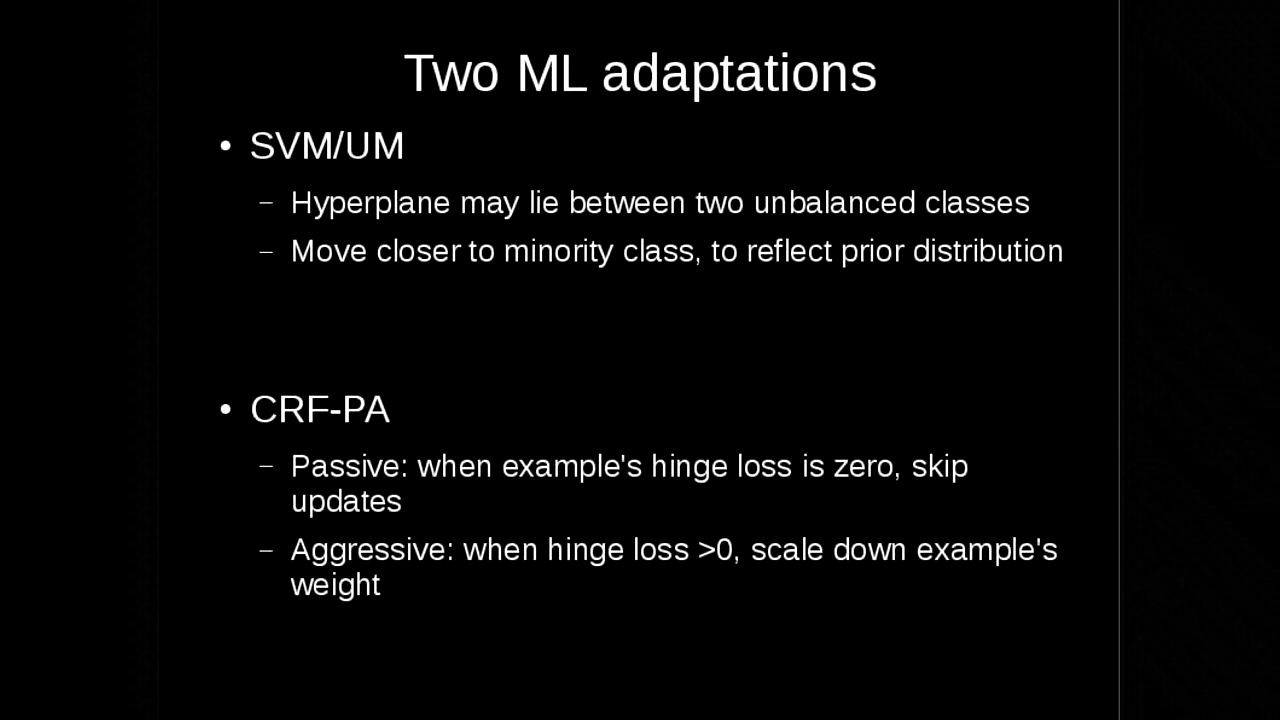 Two ML adaptations
• SVM/UM
– Hyperplane may lie between two unbalanced classes
– Move closer to minority class, to reflect prior distribution
• CRF-PA
– Passive: when example's hinge loss is zero, skip
updates
– Aggressive: when hinge loss >0, scale down example's
weight